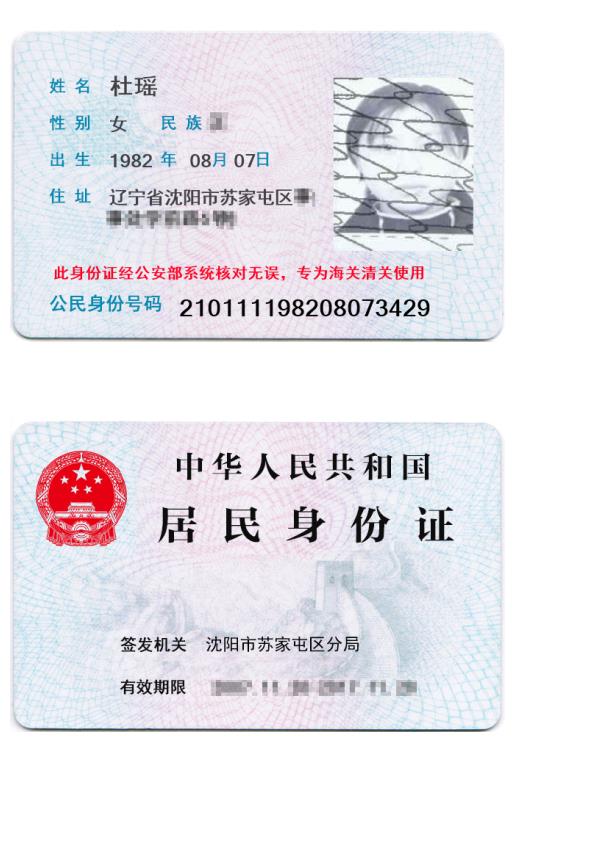 姓名 杜瑶
性别 女 民族
出生 1982 年 08月 07日
住址 辽宁省沈阳市苏家屯区
此身份证经公安部系统核对无误，专为海关清关使用
公民身份号码 210111198208073429
中华人民共和国
居民身份证
签发机关 沈阳市苏家屯区分局
有效期限